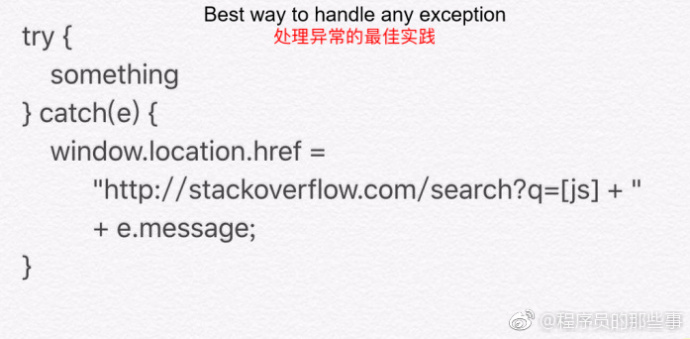 Best way to handle any exception
处理异常的最佳实践
try {
something
} catch(e) {
window.location.href =
"http://stackoverflow.com/search?q=[js] + "
+ e.message;
}
@程序员的那些事